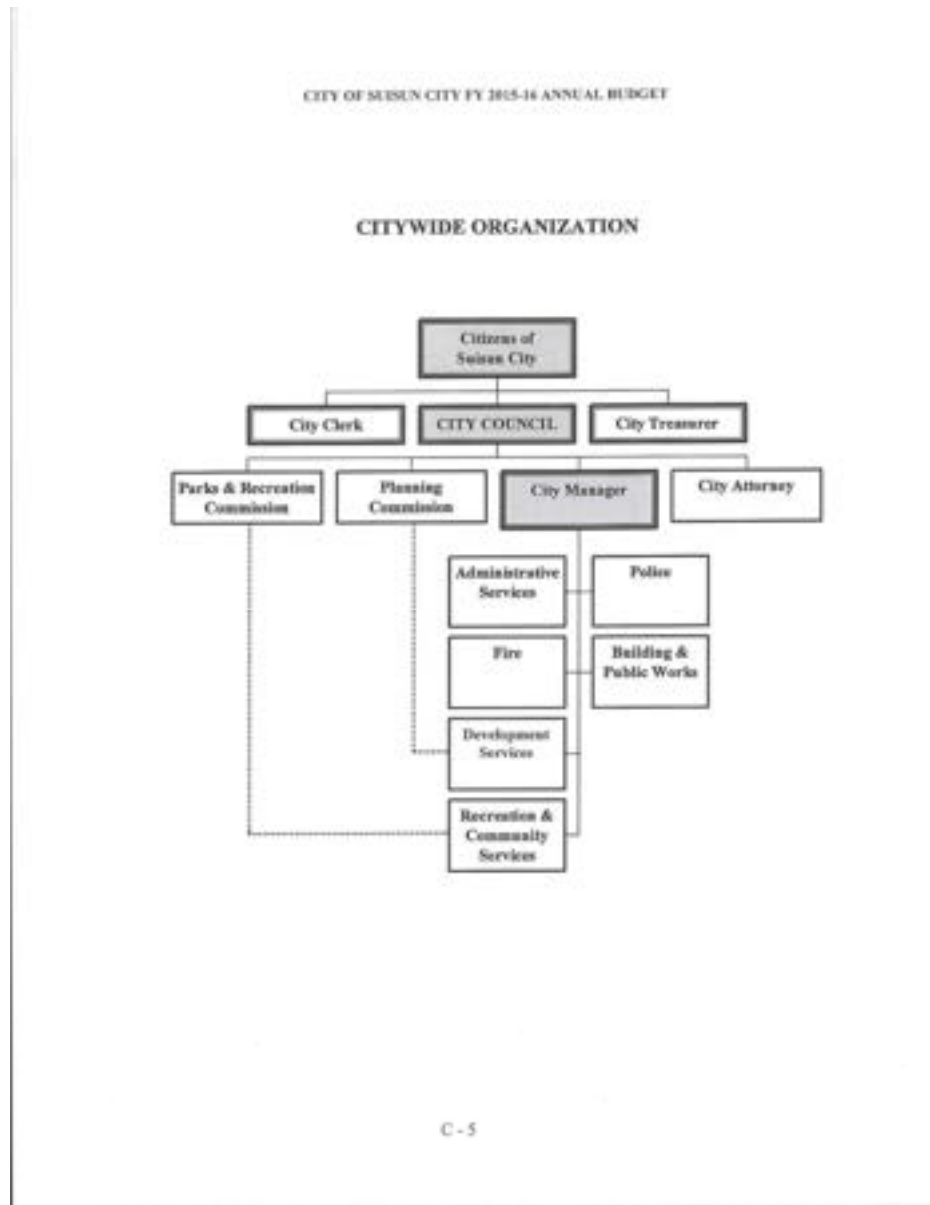 CITY OF SUISUN CITY FY 2015-16 ANNUAL BUDGET
CITYWIDE ORGANIZATION
Citizens of
Suisun City
City Clerk
CITY COUNCIL
City Treasurer
Parks & Recreation
Commission
Planning
Commission
City Manager
City Attorney
Administrative
Services
Police
Fire
Building &
Public Works
Development
Services
Recreation &
Community
Services
C - 5